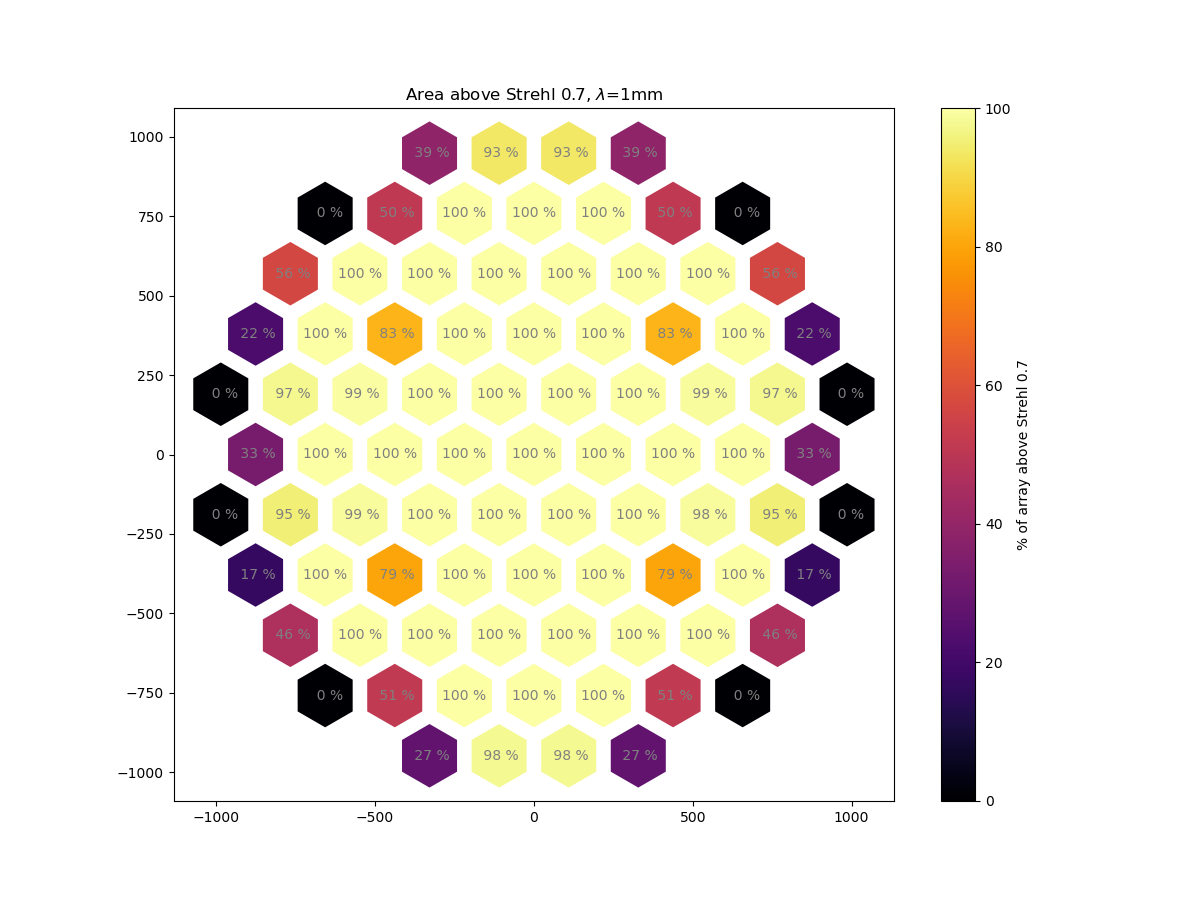 Area above Strehl 0.7, λ=1mm
1000
39 % 93 % 93 % 39 %
750
0 % 50 % 100 % 100 % 100 % 50 % 0 %
500
56 % 100 % 100 % 100 % 100 % 100 % 100 % 56 %
22 % 100 % 83 % 100 % 100 % 100 % 83 % 100 % 22 %
250
0 % 97 % 99 % 100 % 100 % 100 % 100 % 99 % 97 % 0 %
0
33 % 100 % 100 % 100 % 100 % 100 % 100 % 100 % 33 %
0 % 95 % 99 % 100 % 100 % 100 % 100 % 98 % 95 % 0 %
−250
17 % 100 % 79 % 100 % 100 % 100 % 79 % 100 % 17 %
−500
46 % 100 % 100 % 100 % 100 % 100 % 100 % 46 %
−750
0 % 51 % 100 % 100 % 100 % 51 % 0 %
27 % 98 % 98 % 27 %
−1000
−1000 −500 0 500 1000
100
80
60
40
20
0
% of array above Strehl 0.7